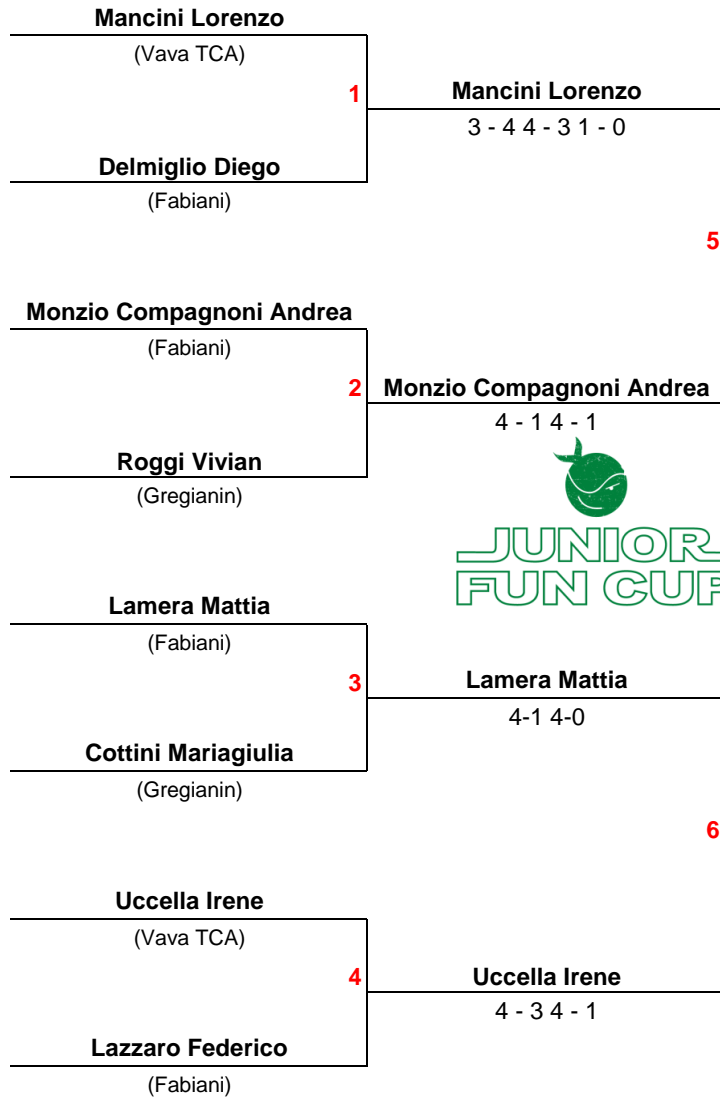 Mancini Lorenzo
(Vava TCA)
1
Mancini Lorenzo
3 - 4 4 - 3 1 - 0
Delmiglio Diego
(Fabiani)
5
Monzio Compagnoni Andrea
(Fabiani)
2
Monzio Compagnoni Andrea
4 - 1 4 - 1
Roggi Vivian
(Gregianin)
JUNIOR
FUN CUP
Lamera Mattia
(Fabiani)
3
Lamera Mattia
4-1 4-0
Cottini Mariagiulia
(Gregianin)
6
Uccella Irene
(Vava TCA)
4
Uccella Irene
4 - 3 4 - 1
Lazzaro Federico
(Fabiani)